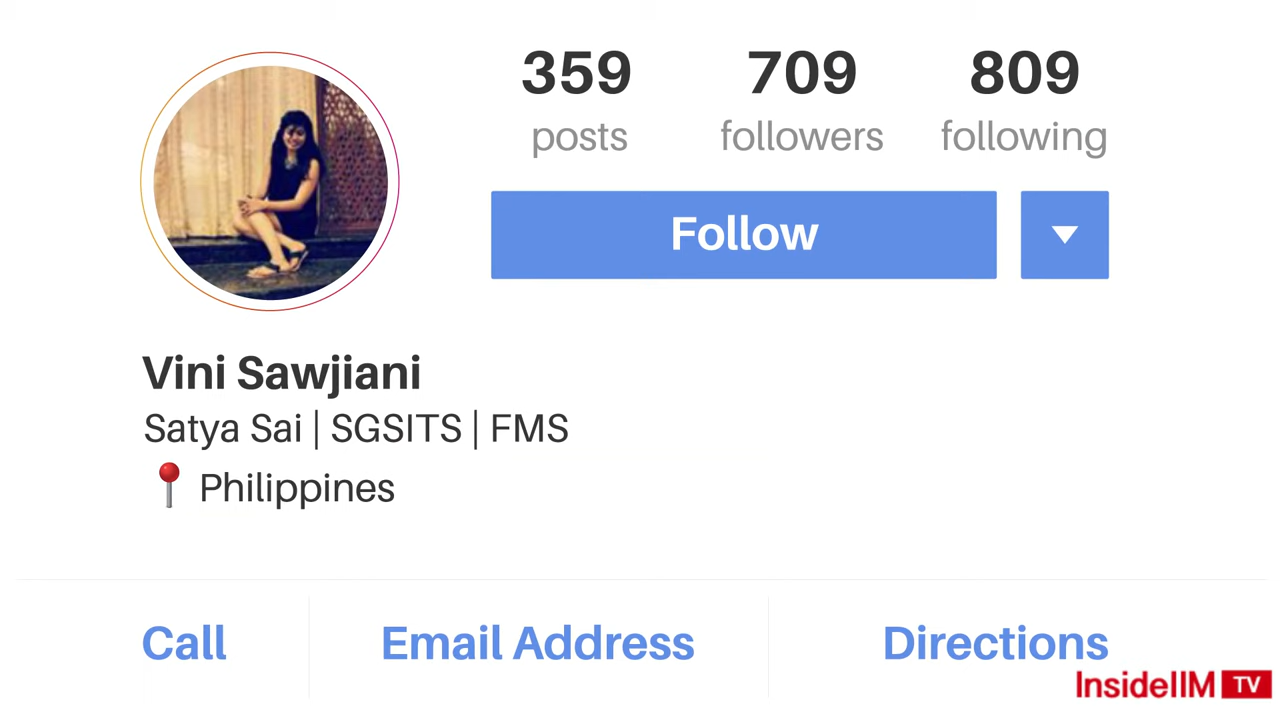 359 709 809
posts followers following
Follow
Vini Sawjiani
Satya Sai | SGSITS | FMS
Philippines
Call Email Address Directions
InsideIIM TV